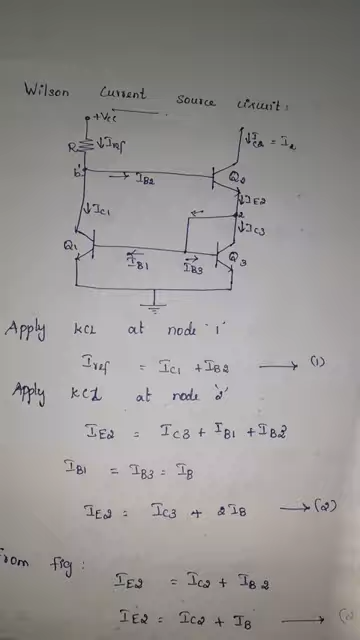 Wilson Current source circuit:
+Vcc
R ↓Iref
↓IC2 = I2
b'
→ IB2
Q2
↓IE2
2
↓IC1
←
↓IC3
Q1
← IB1
→ IB3
Q3
Apply KCL at node '1'
Iref = IC1 + IB2 → (1)
Apply KCL at node '2'
IE2 = IC3 + IB1 + IB3
IB1 = IB3 = IB
IE2 = IC3 + 2IB → (2)
From fig:
IE2 = IC2 + IB2
IE2 = IC2 + IB →